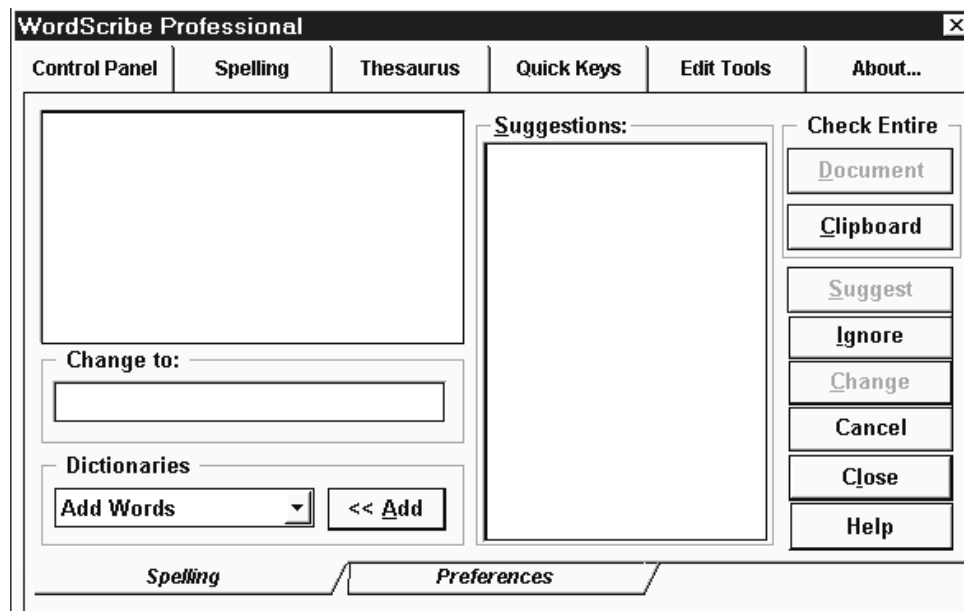 WordScribe Professional
Control Panel Spelling Thesaurus Quick Keys Edit Tools About...
Suggestions:
Check Entire
Document
Clipboard
Suggest
Ignore
Change to:
Change
Cancel
Dictionaries
Close
Add Words << Add
Help
Spelling Preferences